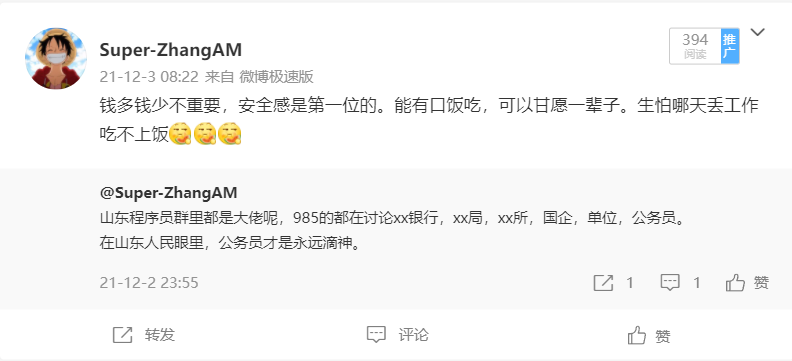 Super-ZhangAM
394
阅读
推广
21-12-3 08:22 来自 微博极速版
钱多钱少不重要，安全感是第一位的。能有口饭吃，可以甘愿一辈子。生怕哪天丢工作
吃不上饭
@Super-ZhangAM
山东程序员群里都是大佬呢，985的都在讨论xx银行，xx局，xx所，国企，单位，公务员。
在山东人民眼里，公务员才是永远滴神。
21-12-2 23:55 1 1 赞
转发 评论 赞